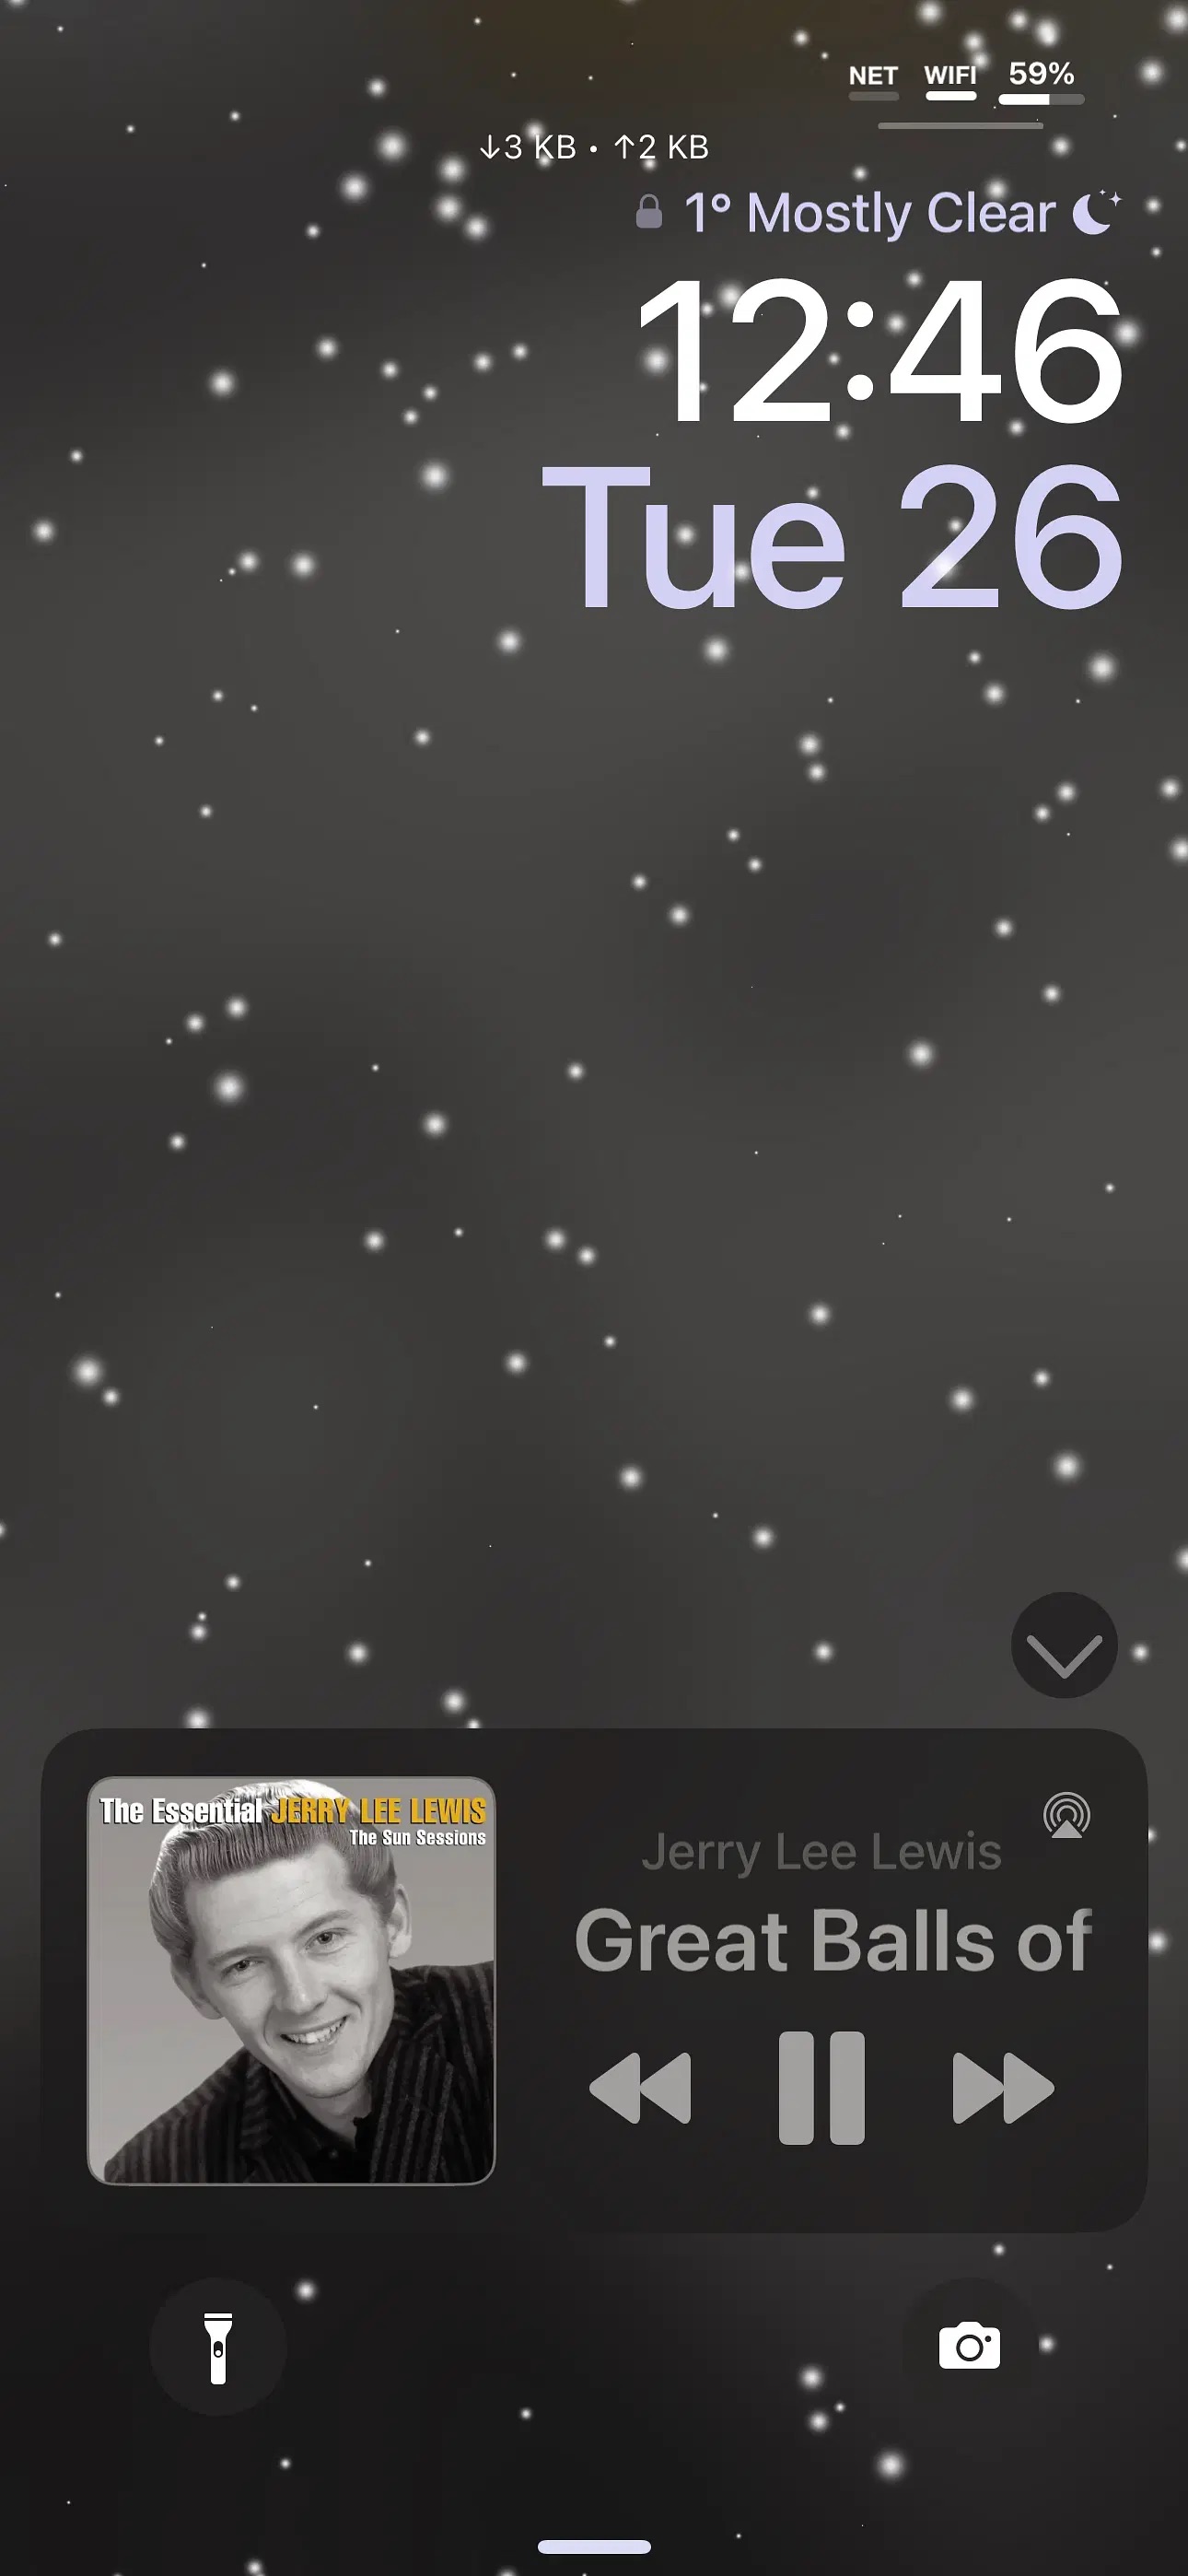 NET WIFI 59%
↓3 KB • ↑2 KB
1° Mostly Clear
12:46
Tue 26
The Essential JERRY LEE LEWIS
The Sun Sessions
Jerry Lee Lewis
Great Balls of